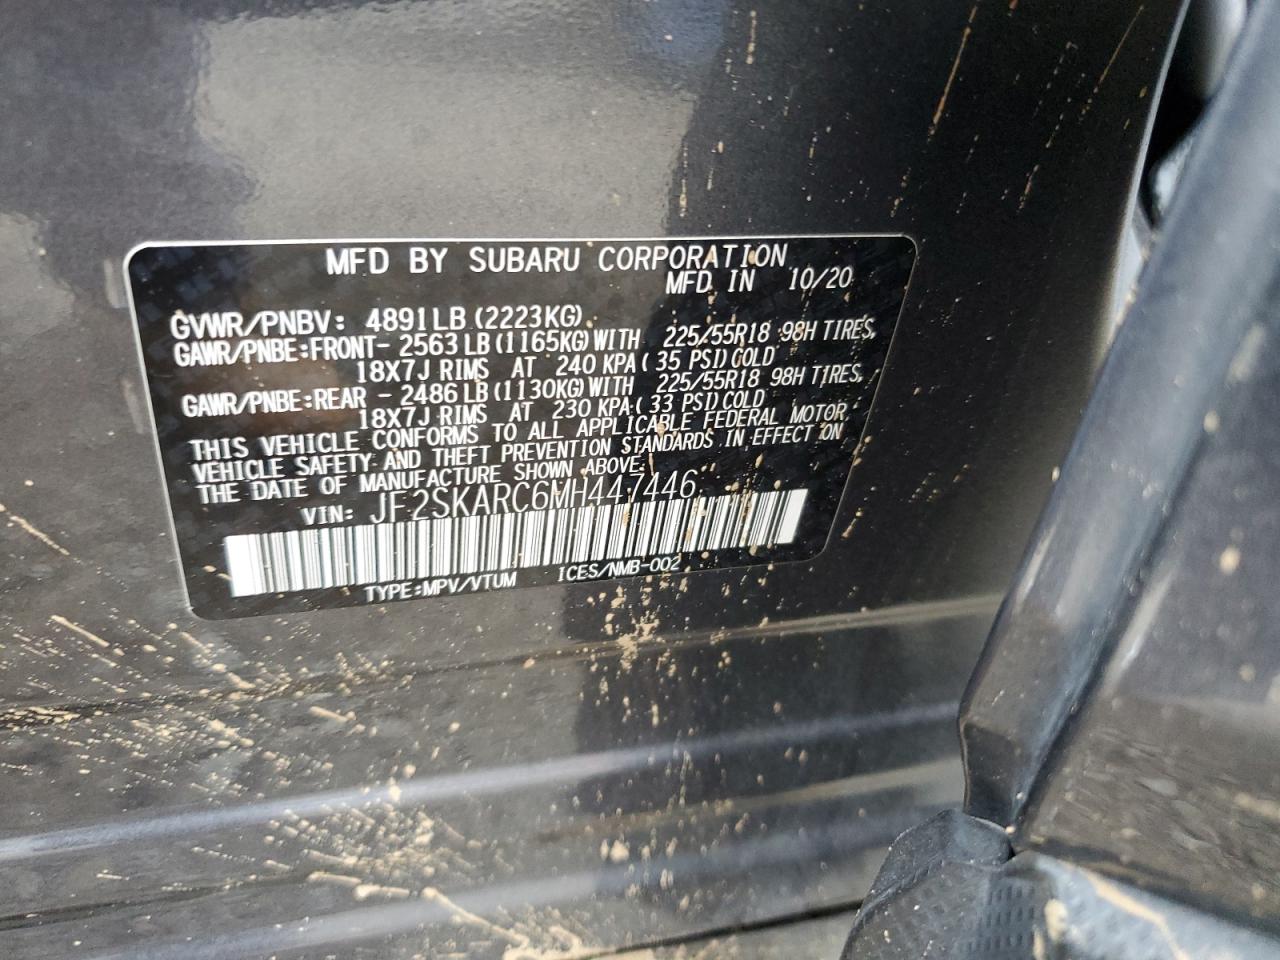 MFD BY SUBARU CORPORATION
MFD IN 10/20
GVWR/PNBV: 4891LB(2223KG)
GAWR/PNBE:FRONT- 2563LB(1165KG)WITH 225/55R18 98H TIRES,
18X7J RIMS AT 240 KPA( 35 PSI)COLD
GAWR/PNBE:REAR - 2486LB(1130KG)WITH 225/55R18 98H TIRES,
18X7J RIMS AT 230 KPA( 33 PSI)COLD
THIS VEHICLE CONFORMS TO ALL APPLICABLE FEDERAL MOTOR
VEHICLE SAFETY AND THEFT PREVENTION STANDARDS IN EFFECT ON
THE DATE OF MANUFACTURE SHOWN ABOVE.
VIN: JF2SKARC6MH447446
TYPE:MPV/VTUM ICES/NMB-002